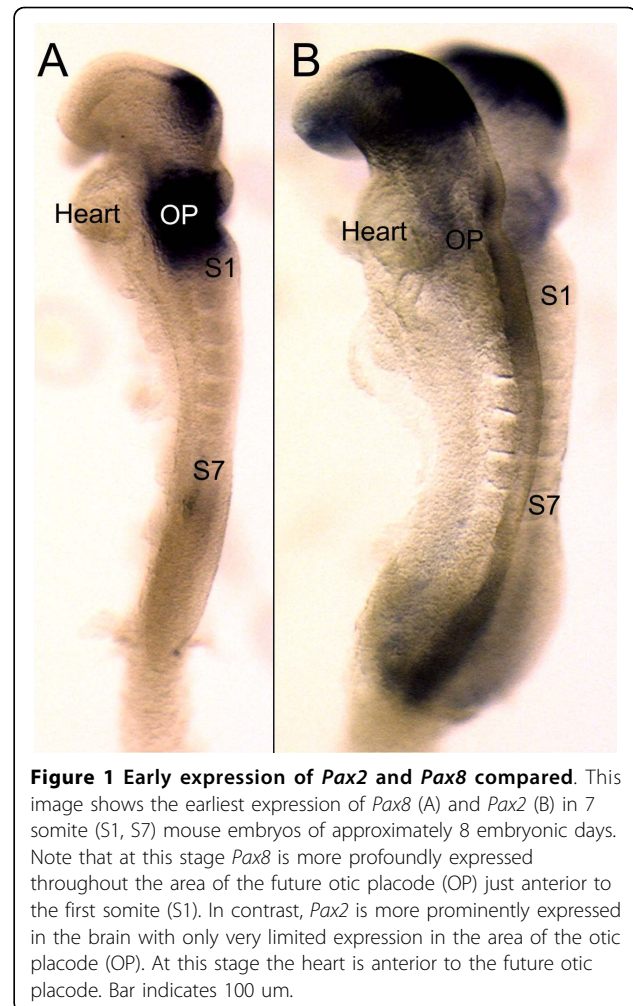 A
B
Heart
OP
S1
S7
Heart
OP
S1
S7
Figure 1 Early expression of Pax2 and Pax8 compared. This
image shows the earliest expression of Pax8 (A) and Pax2 (B) in 7
somite (S1, S7) mouse embryos of approximately 8 embryonic days.
Note that at this stage Pax8 is more profoundly expressed
throughout the area of the future otic placode (OP) just anterior to
the first somite (S1). In contrast, Pax2 is more prominently expressed
in the brain with only very limited expression in the area of the otic
placode (OP). At this stage the heart is anterior to the future otic
placode. Bar indicates 100 um.